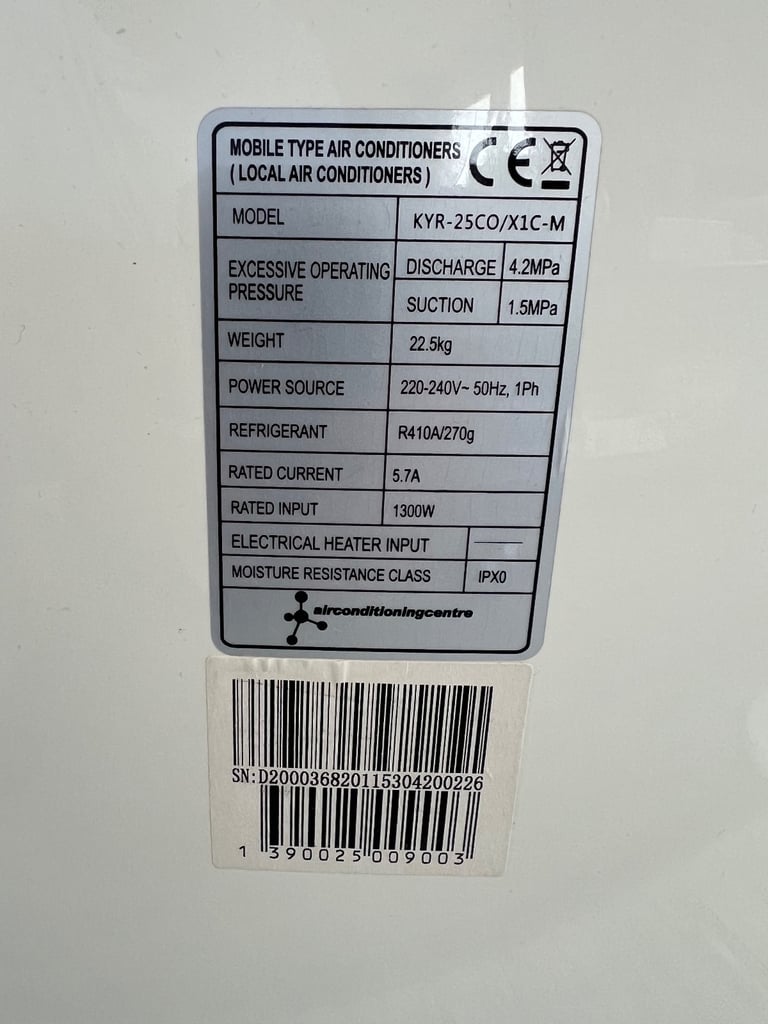 MOBILE TYPE AIR CONDITIONERS
( LOCAL AIR CONDITIONERS )
CE
MODEL KYR-25CO/X1C-M
EXCESSIVE OPERATING PRESSURE
DISCHARGE 4.2MPa
SUCTION 1.5MPa
WEIGHT 22.5kg
POWER SOURCE 220-240V~ 50Hz, 1Ph
REFRIGERANT R410A/270g
RATED CURRENT 5.7A
RATED INPUT 1300W
ELECTRICAL HEATER INPUT ——
MOISTURE RESISTANCE CLASS IPX0
airconditioningcentre
SN:D200036820115304200226
1 390025 009003